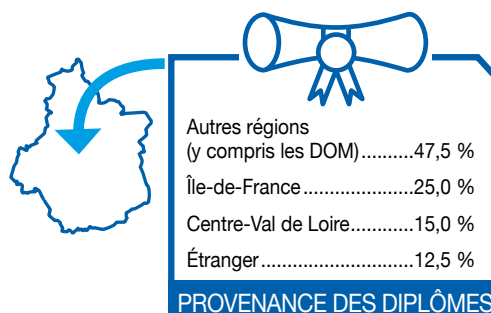 Autres régions
(y compris les DOM)..........47,5 %
Île-de-France.....................25,0 %
Centre-Val de Loire............15,0 %
Étranger.............................12,5 %
PROVENANCE DES DIPLÔMES